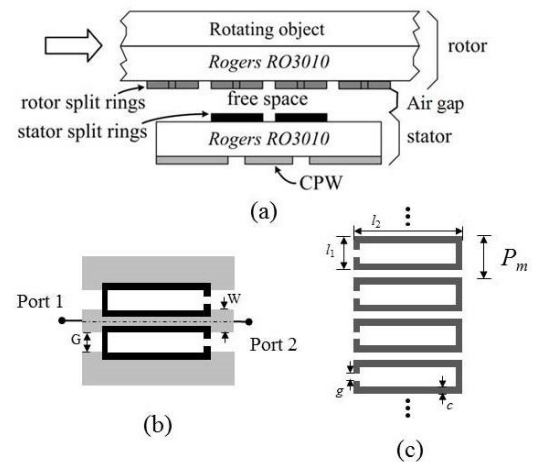 Rotating object
Rogers RO3010
rotor
rotor split rings
free space
Air gap
stator split rings
Rogers RO3010
stator
CPW
(a)
l1
l2
Pm
Port 1
W
G
Port 2
g
c
(b)
(c)